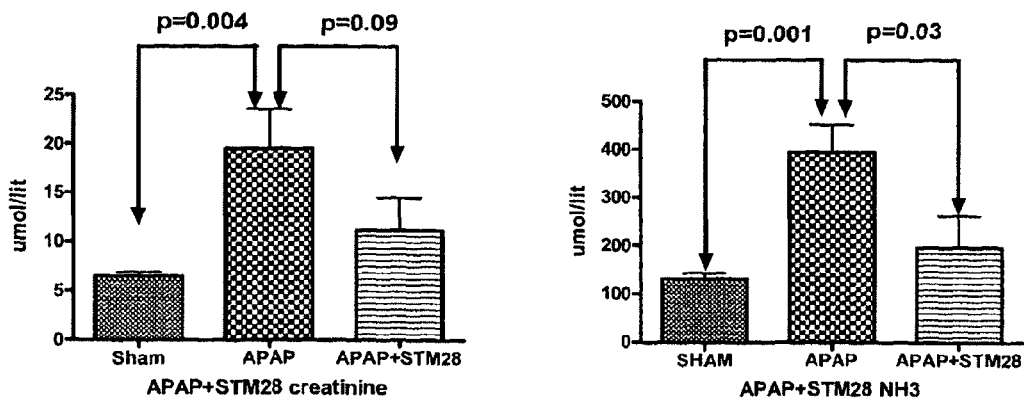 p=0.004 p=0.09
25
20
15
10
5
0
umol/lit
Sham APAP APAP+STM28
APAP+STM28 creatinine
p=0.001 p=0.03
500
400
300
200
100
0
umol/lit
SHAM APAP APAP+STM28
APAP+STM28 NH3